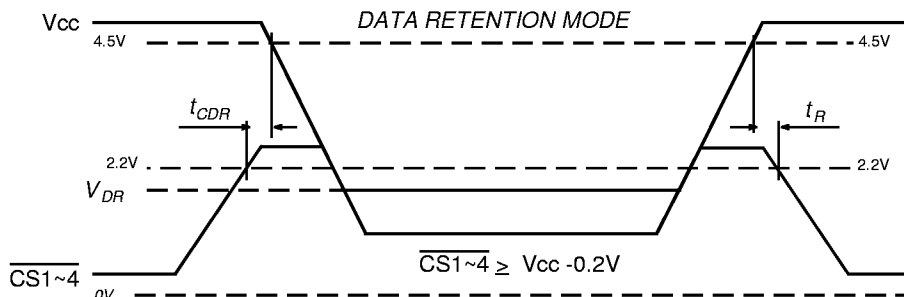 Vcc
DATA RETENTION MODE
4.5V
4.5V
tCDR
tR
2.2V
2.2V
VDR
CS1~4
CS1~4 ≥ Vcc -0.2V
0V